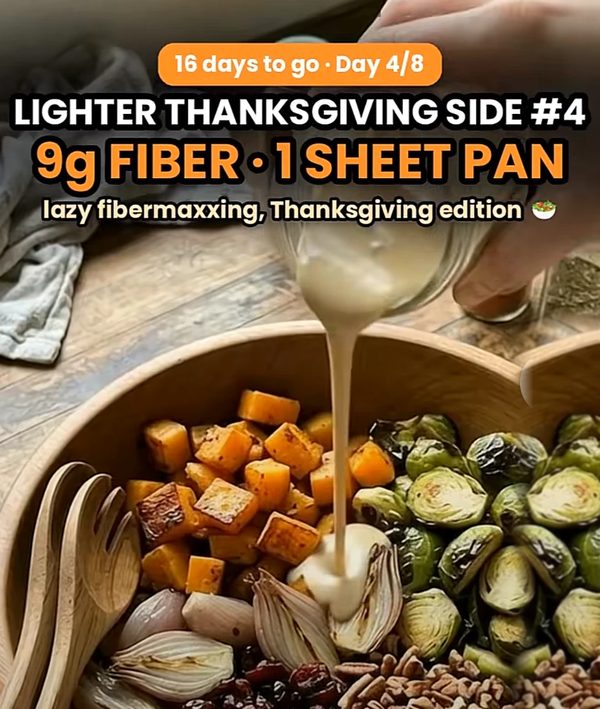 16 days to go · Day 4/8
LIGHTER THANKSGIVING SIDE #4
9g FIBER · 1 SHEET PAN
lazy fibermaxxing, Thanksgiving edition 🥗